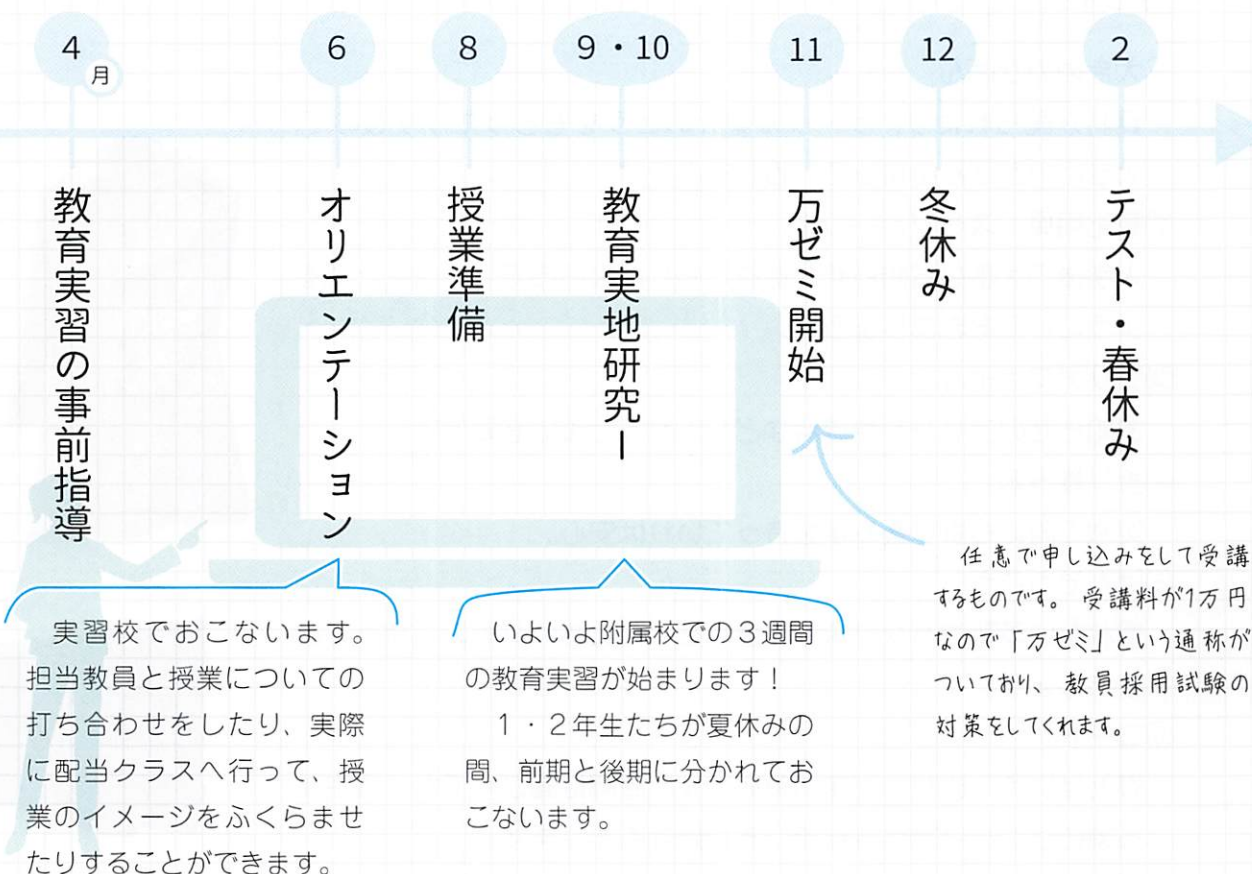 4月
6
8
9・10
11
12
2
教育実習の事前指導
オリエンテーション
授業準備
教育実地研究Ⅰ
万ゼミ開始
冬休み
テスト・春休み
実習校でおこないます。
担当教員と授業についての
打ち合わせをしたり、実際
に配当クラスへ行って、授
業のイメージをふくらませ
たりすることができます。
いよいよ附属校での3週間
の教育実習が始まります！
1・2年生たちが夏休みの
間、前期と後期に分かれてお
こないます。
任意で申し込みをして受講
するものです。受講料が1万円
なので「万ゼミ」という通称が
ついており、教員採用試験の
対策をしてくれます。